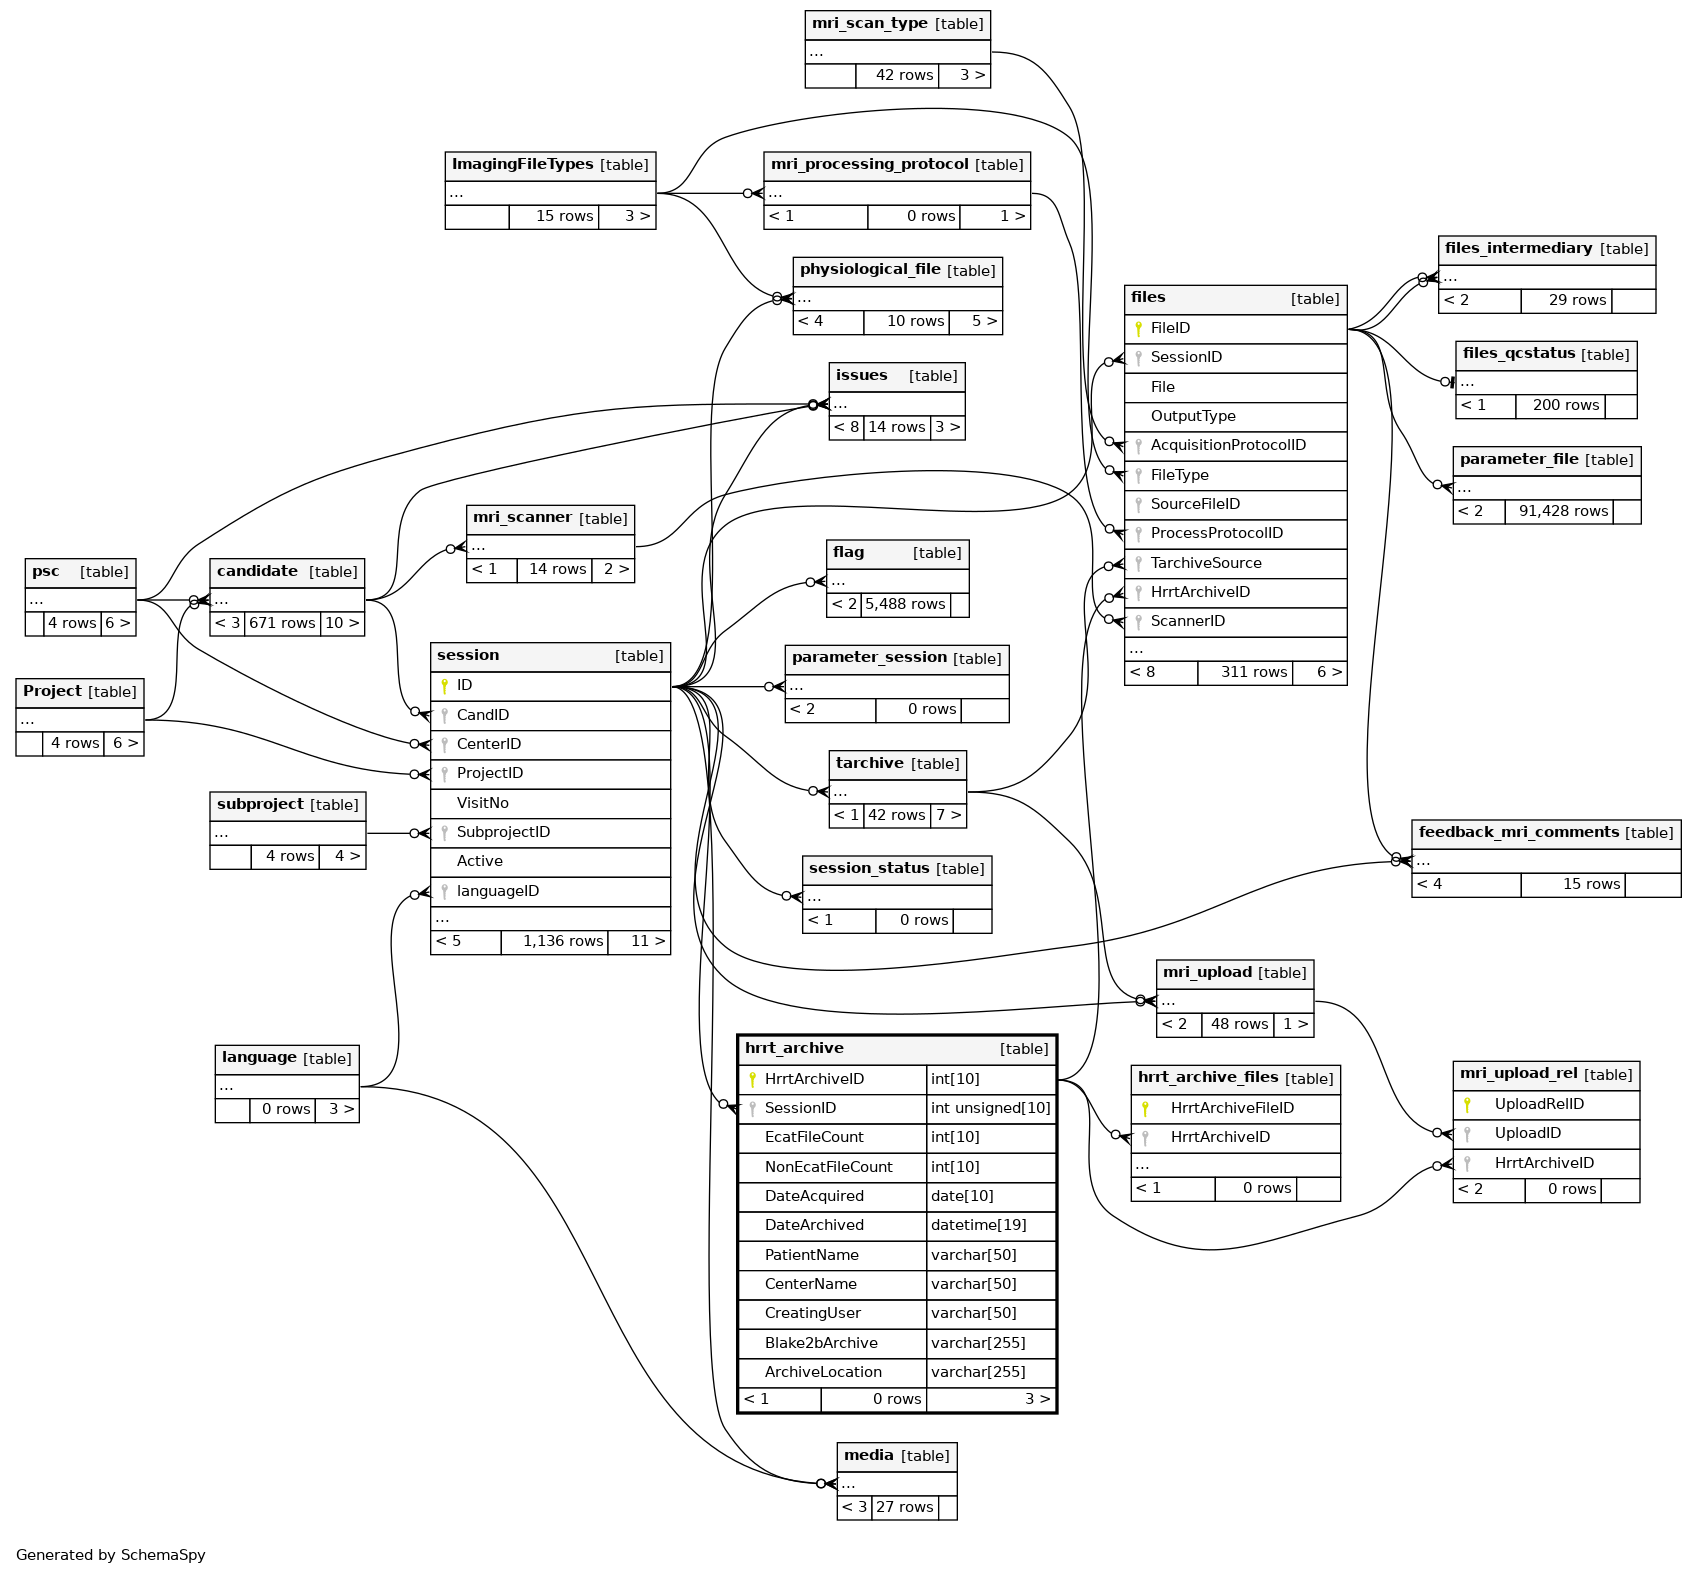 mri_scan_type [table]
...
42 rows 3 >
ImagingFileTypes [table]
...
15 rows 3 >
mri_processing_protocol [table]
...
< 1 0 rows 1 >
physiological_file [table]
...
< 4 10 rows 5 >
issues [table]
...
< 8 14 rows 3 >
files [table]
FileID
SessionID
File
OutputType
AcquisitionProtocolID
FileType
SourceFileID
ProcessProtocolID
TarchiveSource
HrrtArchiveID
ScannerID
...
< 8 311 rows 6 >
files_intermediary [table]
...
< 2 29 rows
files_qcstatus [table]
...
< 1 200 rows
parameter_file [table]
...
< 2 91,428 rows
mri_scanner [table]
...
< 1 14 rows 2 >
psc [table]
...
4 rows 6 >
candidate [table]
...
< 3 671 rows 10 >
flag [table]
...
< 2 5,488 rows
Project [table]
...
4 rows 6 >
session [table]
ID
CandID
CenterID
ProjectID
VisitNo
SubprojectID
Active
languageID
...
< 5 1,136 rows 11 >
parameter_session [table]
...
< 2 0 rows
tarchive [table]
...
< 1 42 rows 7 >
subproject [table]
...
4 rows 4 >
session_status [table]
...
< 1 0 rows
feedback_mri_comments [table]
...
< 4 15 rows
mri_upload [table]
...
< 2 48 rows 1 >
language [table]
...
0 rows 3 >
hrrt_archive [table]
HrrtArchiveID int[10]
SessionID int unsigned[10]
EcatFileCount int[10]
NonEcatFileCount int[10]
DateAcquired date[10]
DateArchived datetime[19]
PatientName varchar[50]
CenterName varchar[50]
CreatingUser varchar[50]
Blake2bArchive varchar[255]
ArchiveLocation varchar[255]
< 1 0 rows 3 >
hrrt_archive_files [table]
HrrtArchiveFileID
HrrtArchiveID
...
< 1 0 rows
mri_upload_rel [table]
UploadRelID
UploadID
HrrtArchiveID
< 2 0 rows
media [table]
...
< 3 27 rows
Generated by SchemaSpy